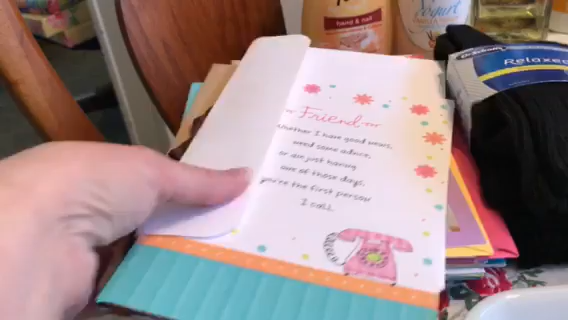 hand & nail
yogurt
Relaxed
Friend
Whether I have good news,
need some advice,
or am just having
one of those days,
you're the first person
I call.